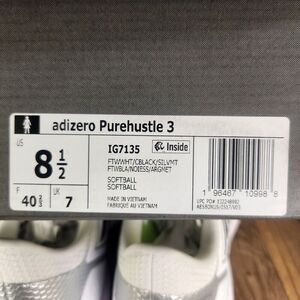 adizero Purehustle 3
US
8 1/2
F
40 2/3
UK
7
IG7135
Inside
FTWWHT/CBLACK/SILVMT
FTWBLA/NOIESS/ARGMET
SOFTBALL
SOFTBALL
MADE IN VIETNAM
FABRIQUÉ AU VIETNAM
1 96467 10998 8